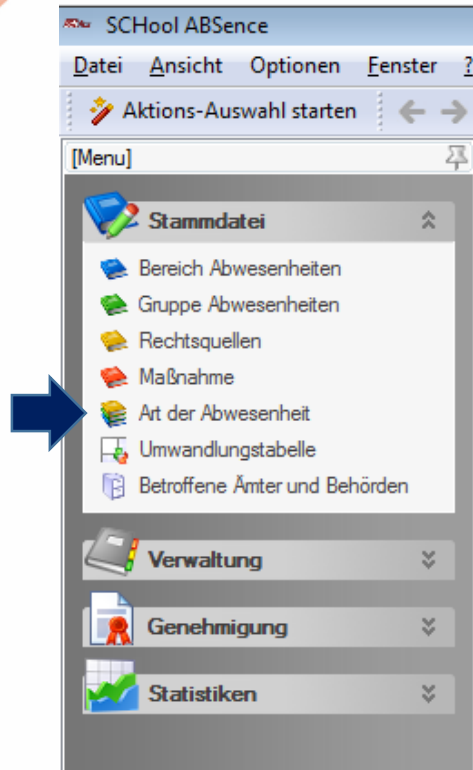 SCHool ABSence
Datei Ansicht Optionen Fenster ?
Aktions-Auswahl starten
[Menu]
Stammdatei
Bereich Abwesenheiten
Gruppe Abwesenheiten
Rechtsquellen
Maßnahme
Art der Abwesenheit
Umwandlungstabelle
Betroffene Ämter und Behörden
Verwaltung
Genehmigung
Statistiken